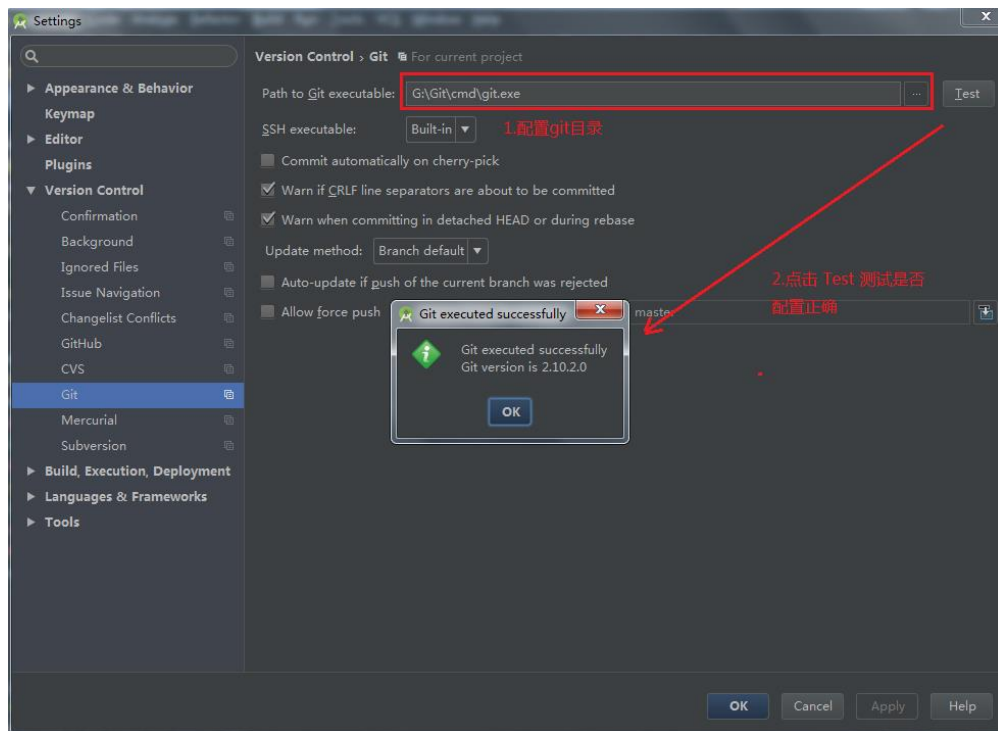 Settings
Version Control › Git For current project
Appearance & Behavior
Keymap
Editor
Plugins
Version Control
Confirmation
Background
Ignored Files
Issue Navigation
Changelist Conflicts
GitHub
CVS
Git
Mercurial
Subversion
Build, Execution, Deployment
Languages & Frameworks
Tools
Path to Git executable: G:\Git\cmd\git.exe ... Test
SSH executable: Built-in 1.配置git目录
Commit automatically on cherry-pick
Warn if CRLF line separators are about to be committed
Warn when committing in detached HEAD or during rebase
Update method: Branch default
Auto-update if push of the current branch was rejected
2.点击 Test 测试是否
配置正确
Allow force push master
Git executed successfully
Git executed successfully
Git version is 2.10.2.0
OK
OK Cancel Apply Help